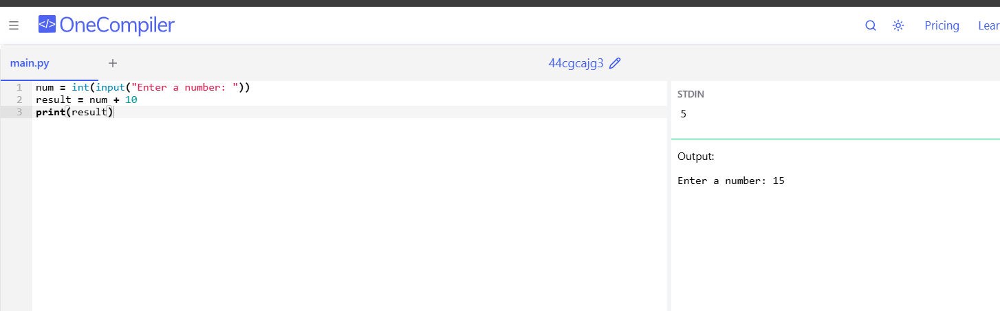 </> OneCompiler
Pricing
Lear
main.py
+
44cgcajg3
1 num = int(input("Enter a number: "))
2 result = num + 10
3 print(result)
STDIN
5
Output:
Enter a number: 15